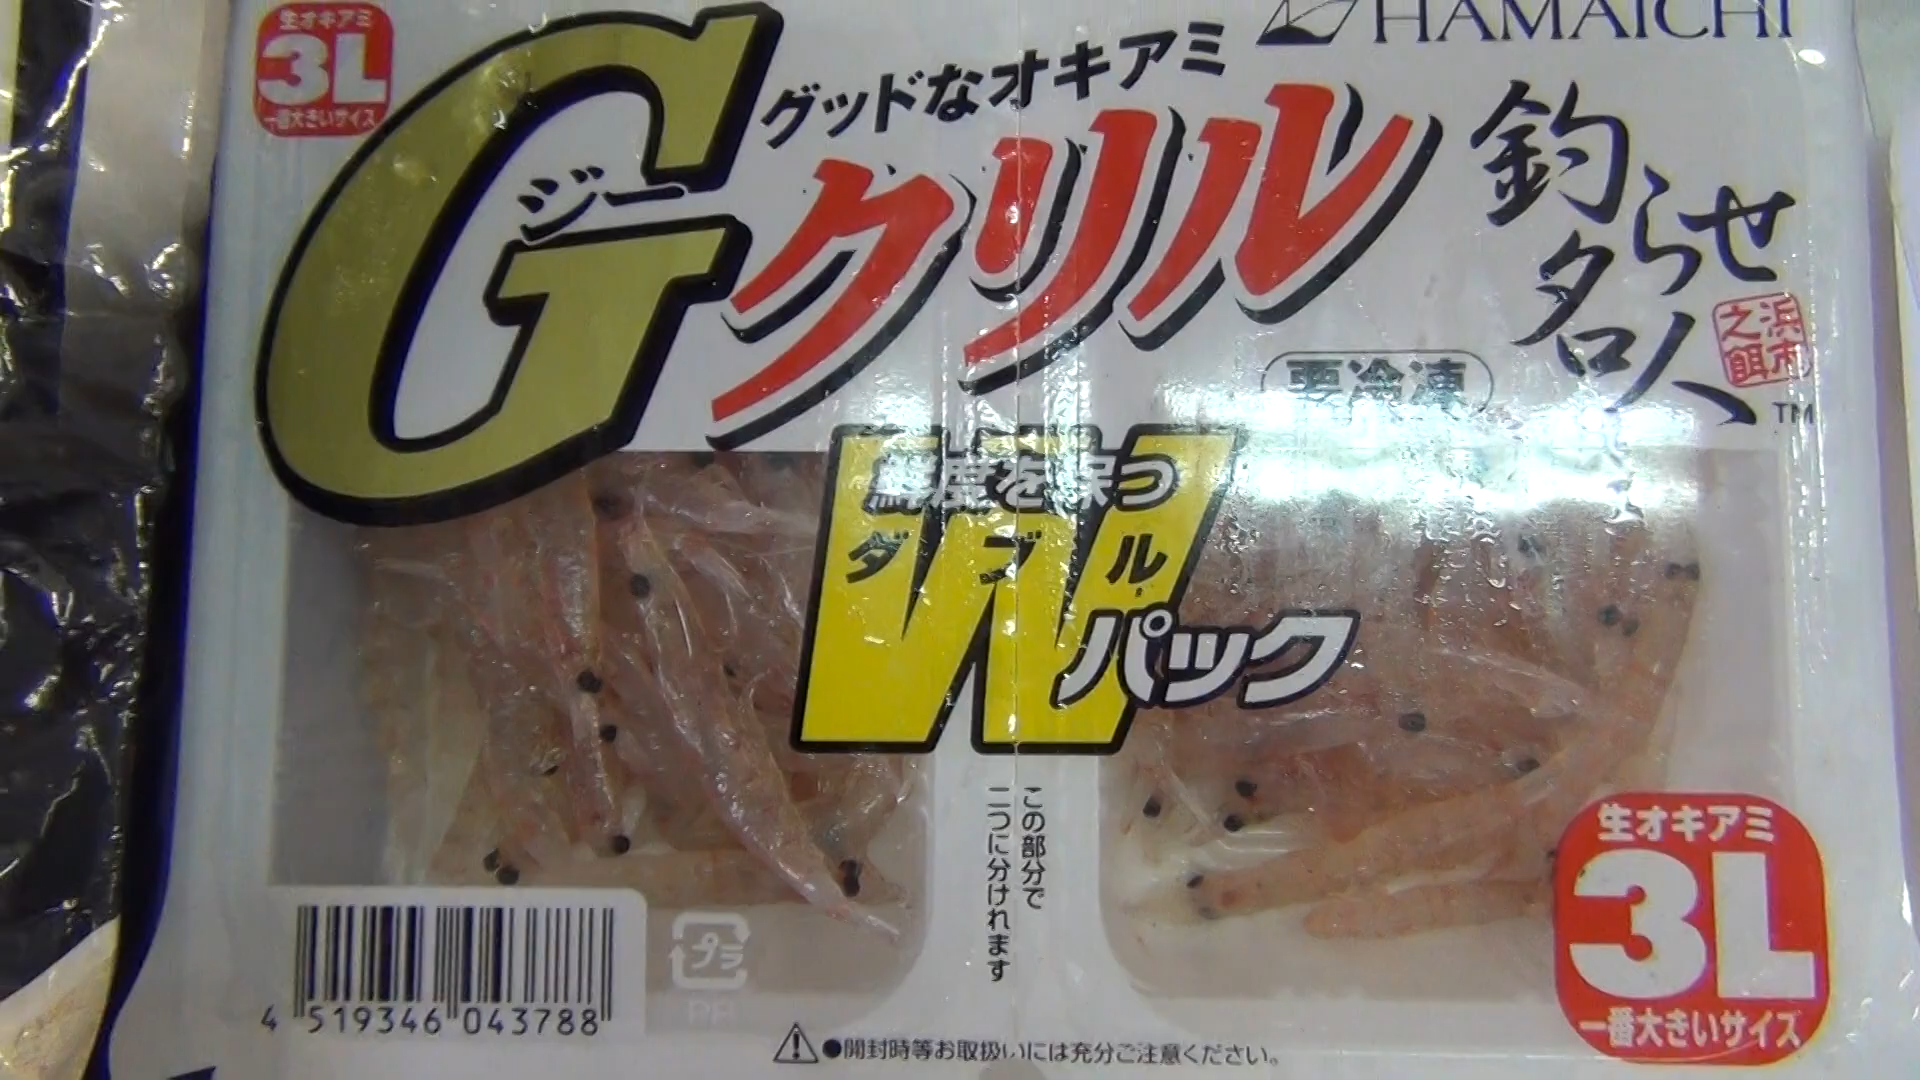 生オキアミ
3L
一番大きいサイズ
HAMAICHI
グッドなオキアミ
Gクリル
ジー
釣らせ
名人
浜市
之餌
TM
要冷凍
鮮度を保つ
ダブル
W
パック
この部分で
二つに分けれます
生オキアミ
3L
一番大きいサイズ
4 519346 043788
プラ
PP
⚠●開封時等お取扱いには充分ご注意ください。